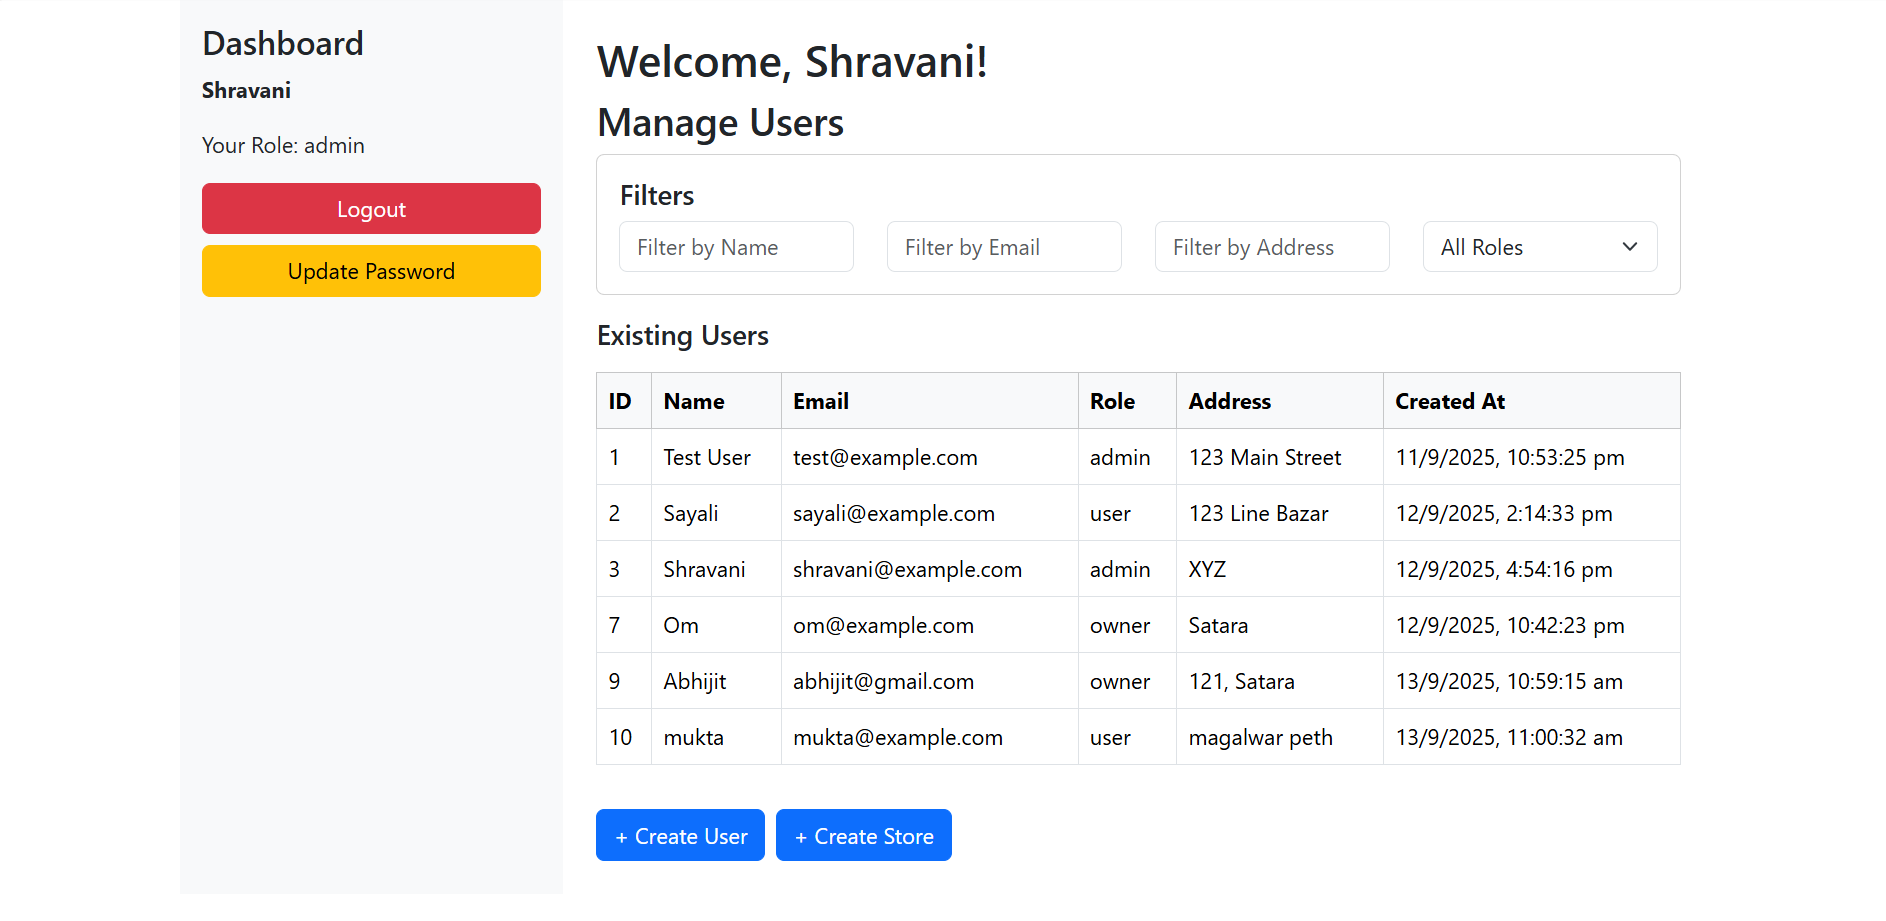 Dashboard
Shravani
Your Role: admin
Logout
Update Password
Welcome, Shravani!
Manage Users
Filters
Filter by Name Filter by Email Filter by Address All Roles
Existing Users
ID Name Email Role Address Created At
1 Test User test@example.com admin 123 Main Street 11/9/2025, 10:53:25 pm
2 Sayali sayali@example.com user 123 Line Bazar 12/9/2025, 2:14:33 pm
3 Shravani shravani@example.com admin XYZ 12/9/2025, 4:54:16 pm
7 Om om@example.com owner Satara 12/9/2025, 10:42:23 pm
9 Abhijit abhijit@gmail.com owner 121, Satara 13/9/2025, 10:59:15 am
10 mukta mukta@example.com user magalwar peth 13/9/2025, 11:00:32 am
+ Create User + Create Store